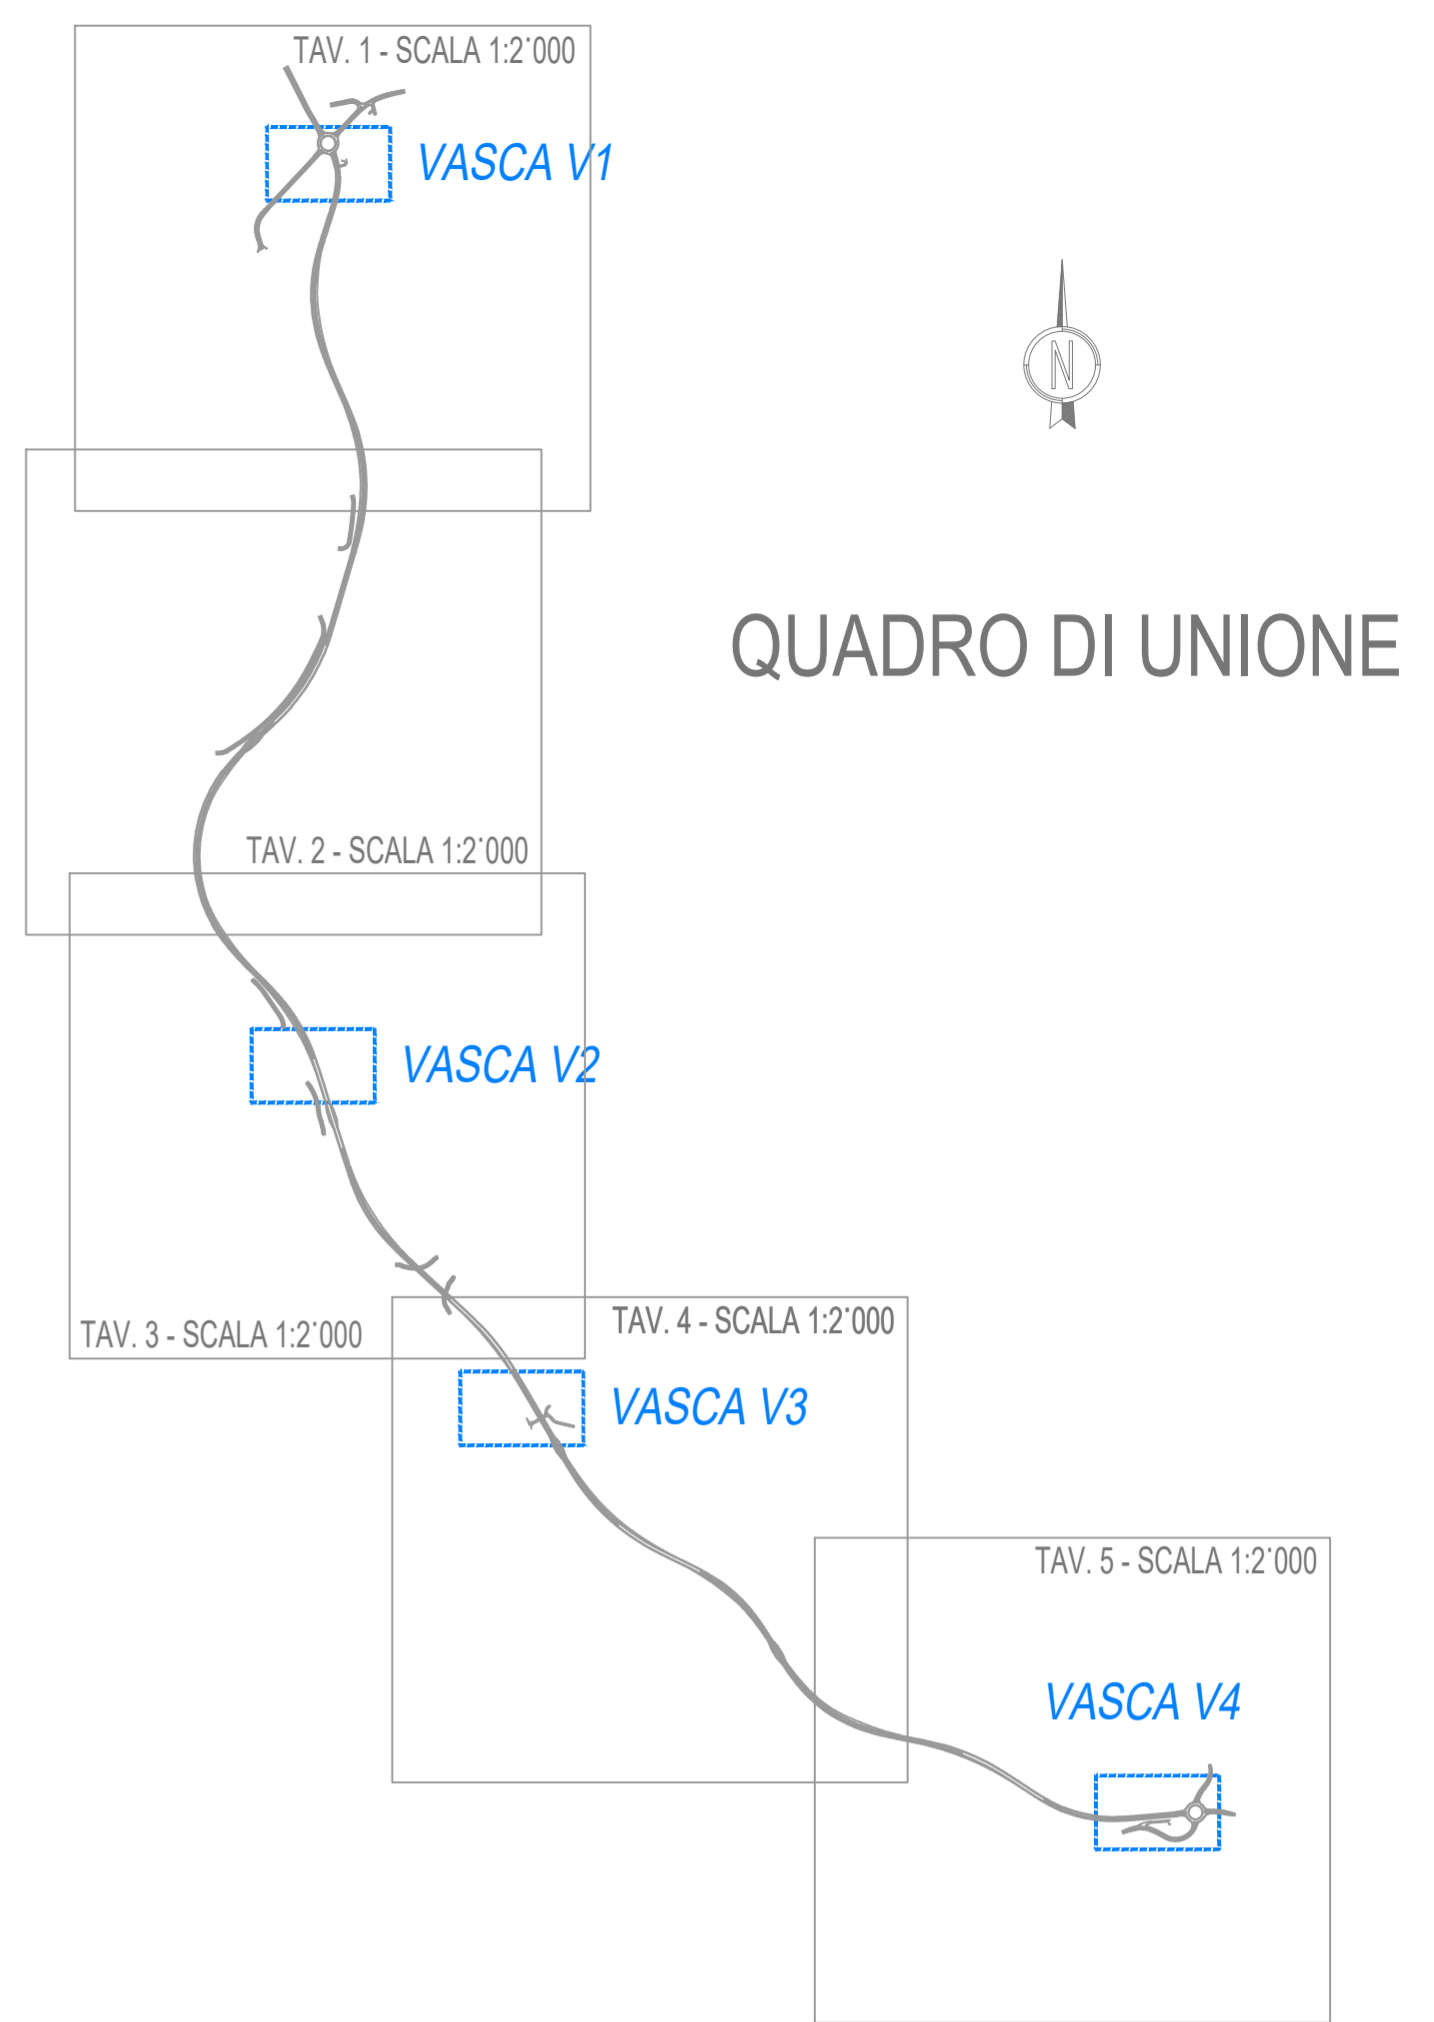 TAV. 1 - SCALA 1:2˙000
VASCA V1
N
QUADRO DI UNIONE
TAV. 2 - SCALA 1:2˙000
VASCA V2
TAV. 3 - SCALA 1:2˙000
TAV. 4 - SCALA 1:2˙000
VASCA V3
TAV. 5 - SCALA 1:2˙000
VASCA V4